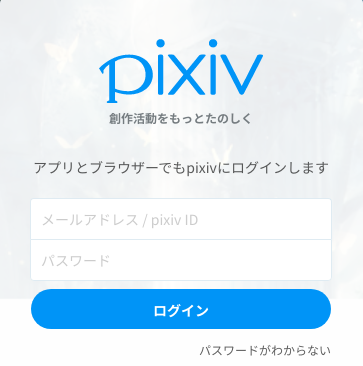 pixiv
創作活動をもっとたのしく
アプリとブラウザーでもpixivにログインします
メールアドレス / pixiv ID
パスワード
ログイン
パスワードがわからない